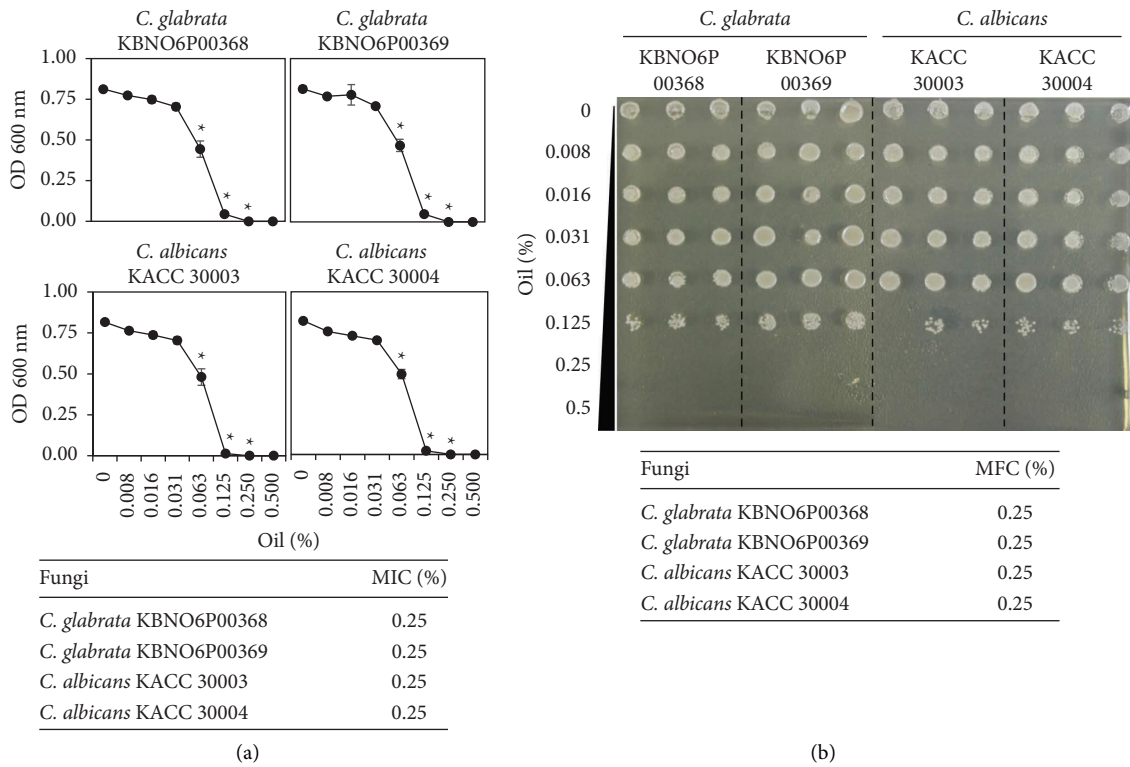 C. glabrata
KBNO6P00368
C. glabrata
KBNO6P00369
1.00
0.75
0.50
0.25
0.00
OD 600 nm
*
*
*
*
*
*
C. albicans
KACC 30003
C. albicans
KACC 30004
1.00
0.75
0.50
0.25
0.00
OD 600 nm
*
*
*
*
*
*
0
0.008
0.016
0.031
0.063
0.125
0.250
0.500
0
0.008
0.016
0.031
0.063
0.125
0.250
0.500
Oil (%)
Fungi MIC (%)
C. glabrata KBNO6P00368 0.25
C. glabrata KBNO6P00369 0.25
C. albicans KACC 30003 0.25
C. albicans KACC 30004 0.25
(a)
C. glabrata
C. albicans
KBNO6P
00368
KBNO6P
00369
KACC
30003
KACC
30004
0
0.008
0.016
0.031
0.063
0.125
0.25
0.5
Oil (%)
Fungi MFC (%)
C. glabrata KBNO6P00368 0.25
C. glabrata KBNO6P00369 0.25
C. albicans KACC 30003 0.25
C. albicans KACC 30004 0.25
(b)